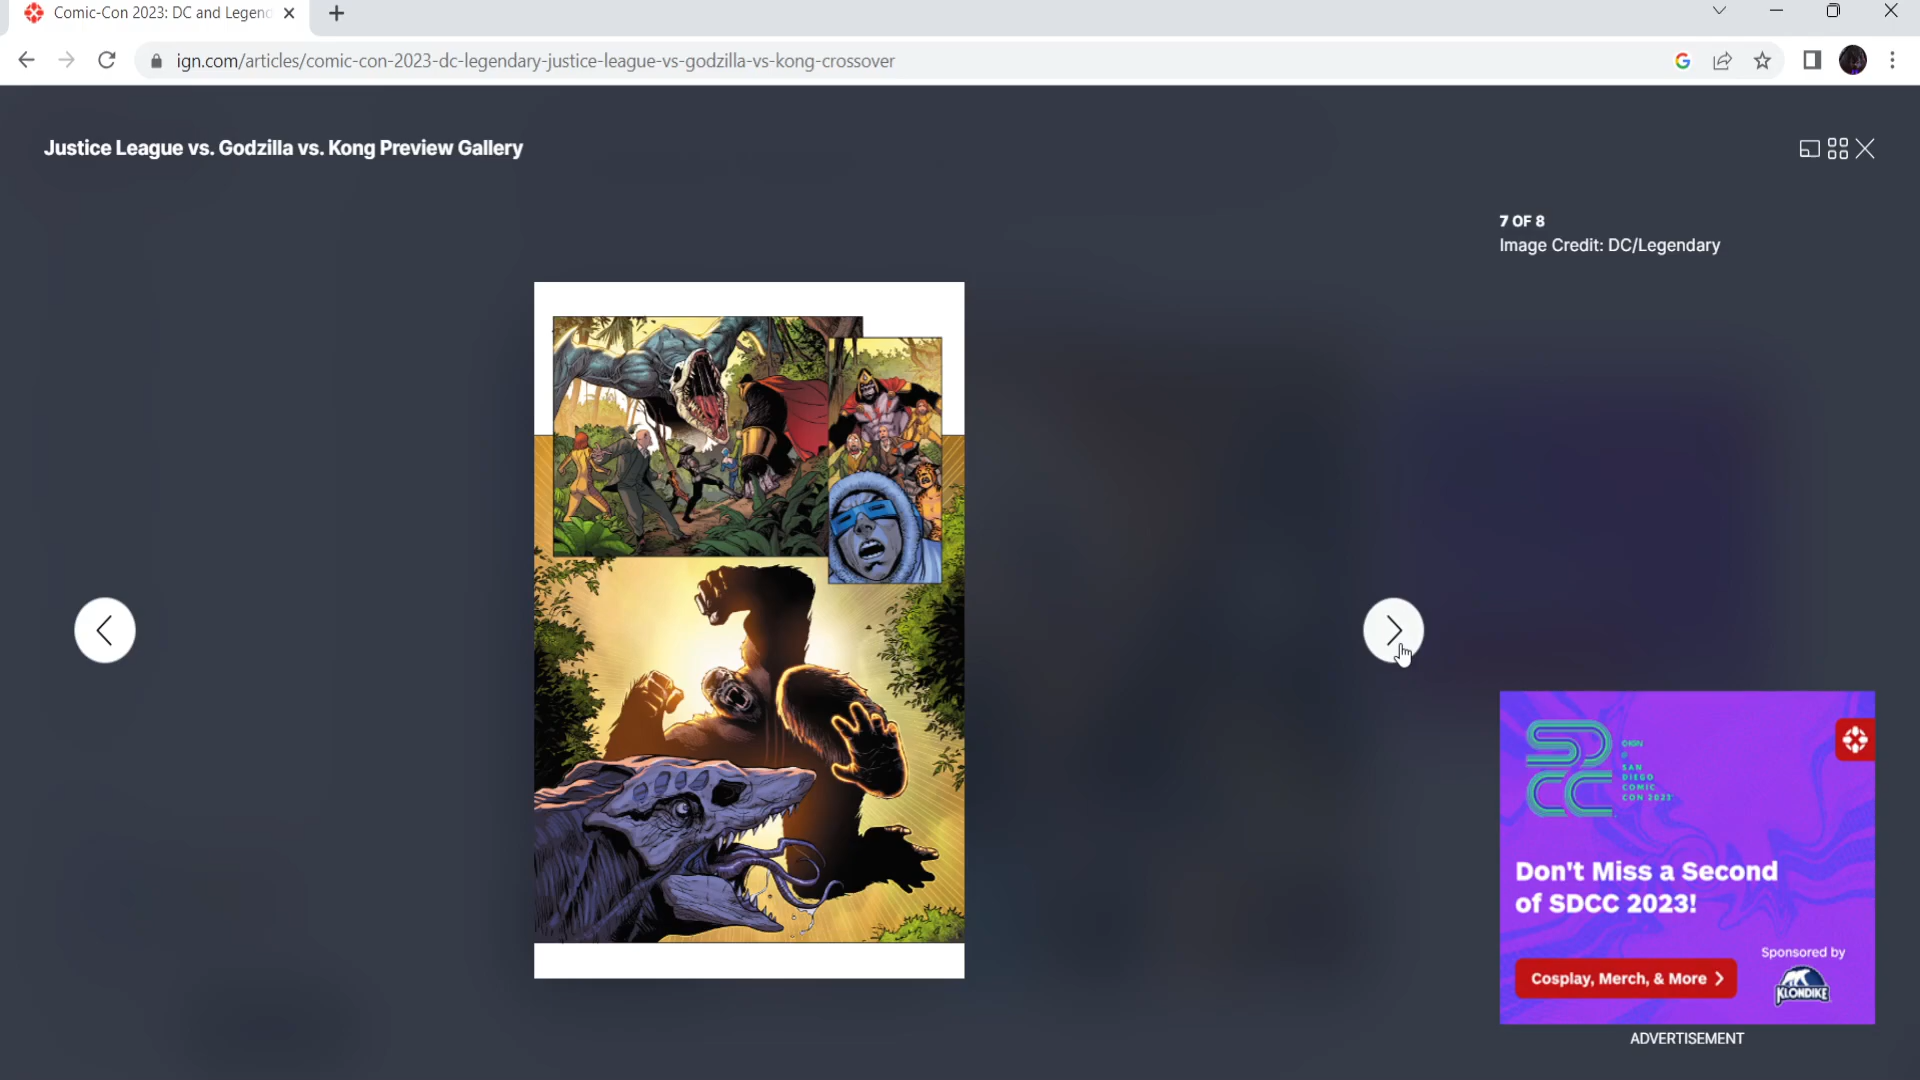 Comic-Con 2023: DC and Legend
ign.com/articles/comic-con-2023-dc-legendary-justice-league-vs-godzilla-vs-kong-crossover
Justice League vs. Godzilla vs. Kong Preview Gallery
7 OF 8
Image Credit: DC/Legendary
SDCC
@IGN
@
SAN
DIEGO
COMIC
CON 2023
Don't Miss a Second
of SDCC 2023!
Sponsored by
Cosplay, Merch, & More
KLONDIKE
ADVERTISEMENT